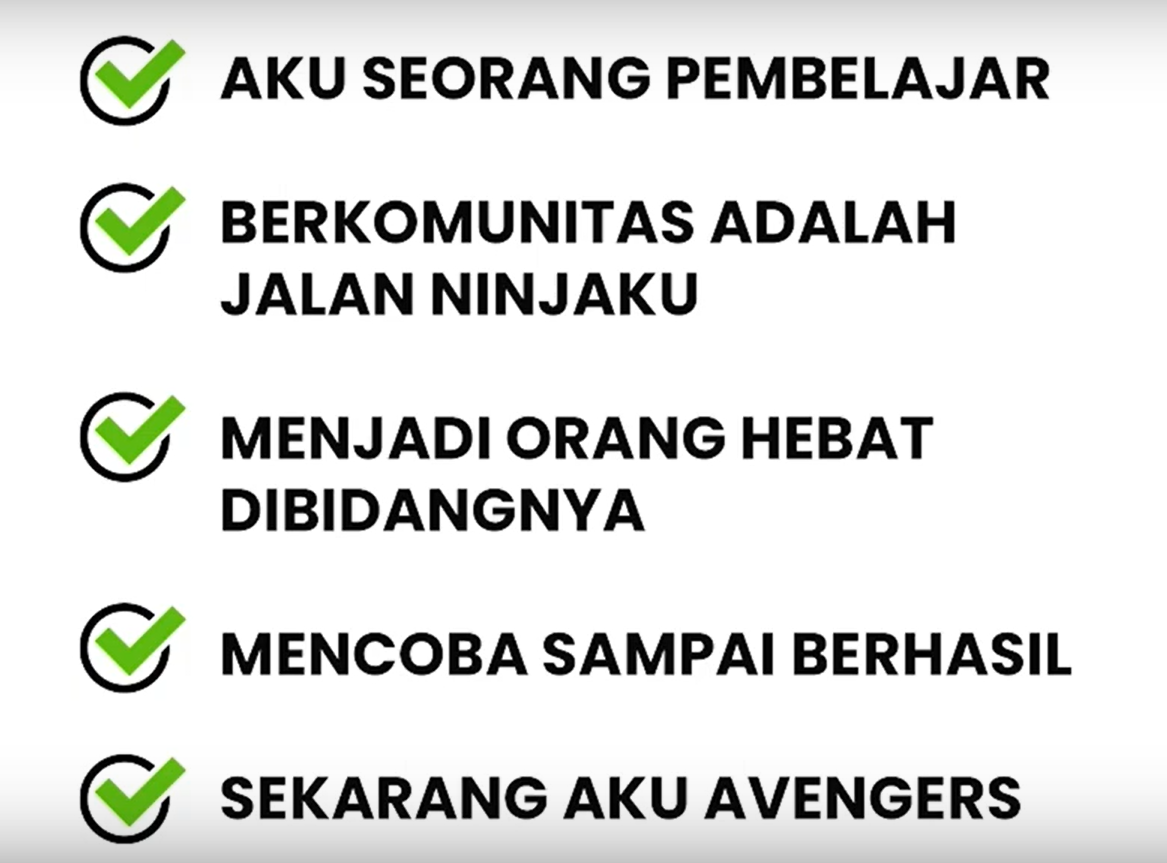 AKU SEORANG PEMBELAJAR
BERKOMUNITAS ADALAH
JALAN NINJAKU
MENJADI ORANG HEBAT
DIBIDANGNYA
MENCOBA SAMPAI BERHASIL
SEKARANG AKU AVENGERS